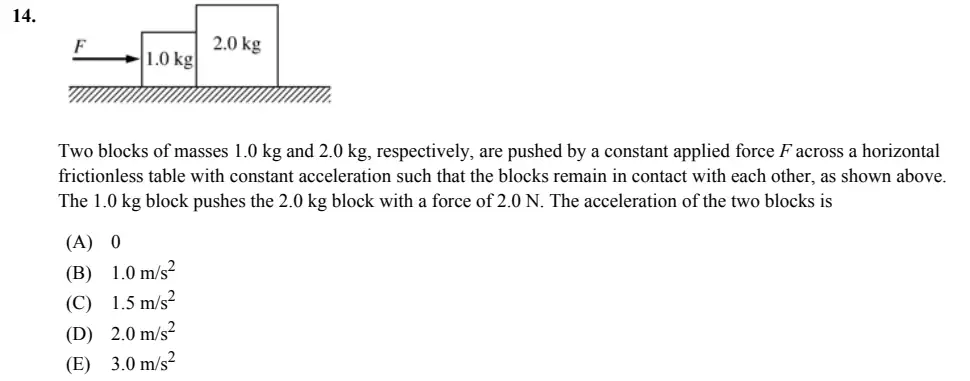 14.
F
1.0 kg
2.0 kg
Two blocks of masses 1.0 kg and 2.0 kg, respectively, are pushed by a constant applied force F across a horizontal
frictionless table with constant acceleration such that the blocks remain in contact with each other, as shown above.
The 1.0 kg block pushes the 2.0 kg block with a force of 2.0 N. The acceleration of the two blocks is
(A) 0
(B) 1.0 m/s²
(C) 1.5 m/s²
(D) 2.0 m/s²
(E) 3.0 m/s²